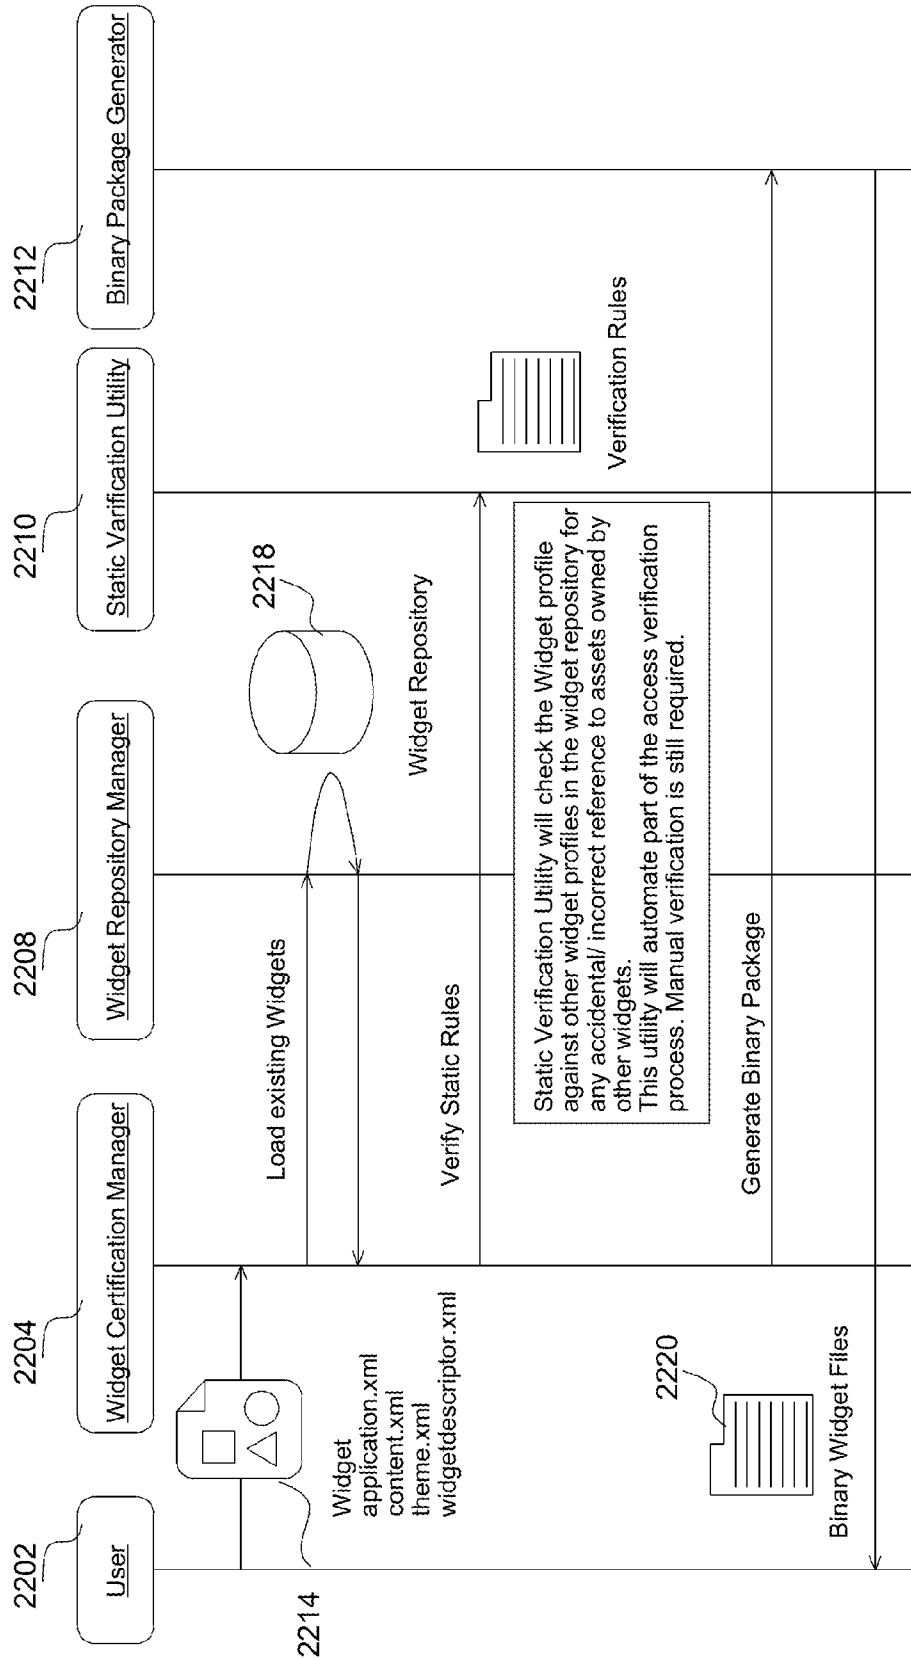 2202
User
2204
Widget Certification Manager
2208
Widget Repository Manager
2210
Static Varification Utility
2212
Binary Package Generator
2214
Widget
application.xml
content.xml
theme.xml
widgetdescriptor.xml
Load existing Widgets
2218
Widget Repository
Verify Static Rules
Verification Rules
Static Verification Utility will check the Widget profile
against other widget profiles in the widget repository for
any accidental/ incorrect reference to assets owned by
other widgets.
This utility will automate part of the access verification
process. Manual verification is still required.
Generate Binary Package
2220
Binary Widget Files